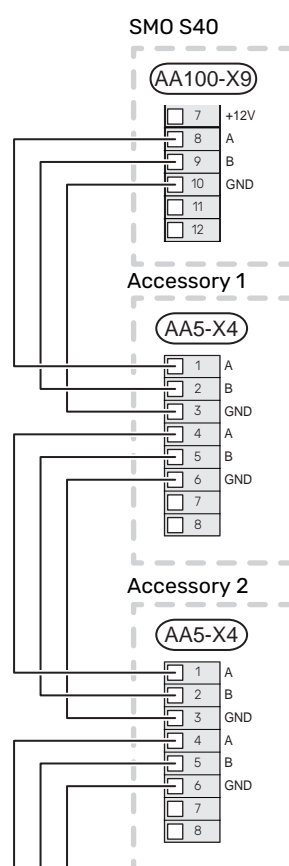 SMO S40
AA100-X9
7 +12V
8 A
9 B
10 GND
11
12
Accessory 1
AA5-X4
1 A
2 B
3 GND
4 A
5 B
6 GND
7
8
Accessory 2
AA5-X4
1 A
2 B
3 GND
4 A
5 B
6 GND
7
8